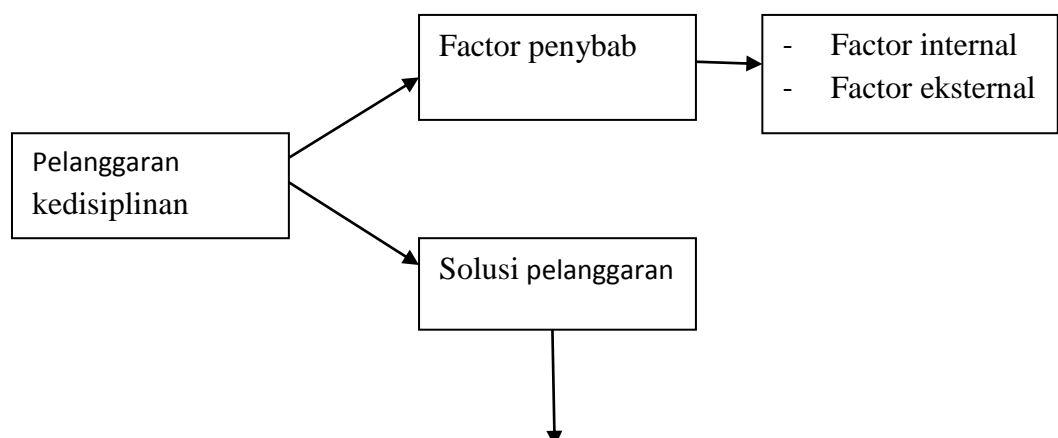 Factor penybab
- Factor internal
- Factor eksternal
Pelanggaran
kedisiplinan
Solusi pelanggaran